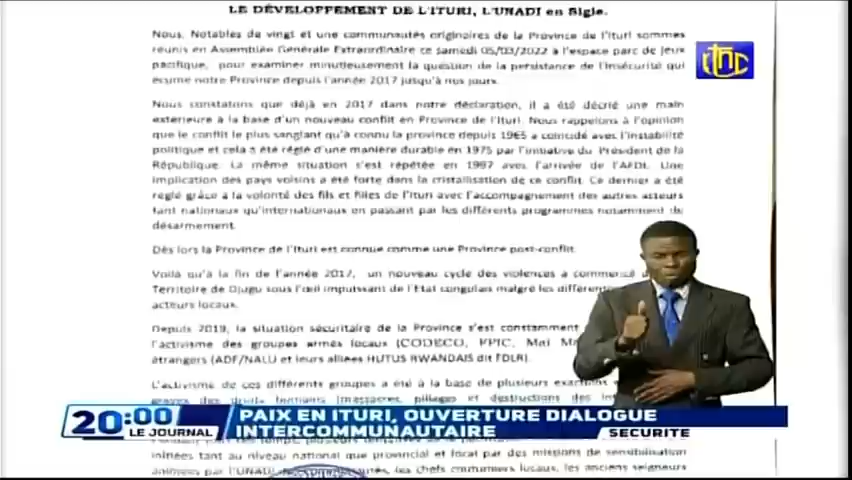 LE DÉVELOPPEMENT DE L'ITURI, L'UNADI en Sigle.
Nous, Notables de vingt et une communautés originaires de la Province de l'Ituri sommes
réunis en Assemblée Générale Extraordinaire ce samedi 05/03/2022 à l'espace parc de jeux
pacifique, pour examiner minutieusement la question de la persistance de l'insécurité qui
écume notre Province depuis l'année 2017 jusqu'à nos jours.
Nous constatons que déjà en 2017 dans notre déclaration, il a été décrié une main
extérieure à la base d'un nouveau conflit en Province de l'Ituri. Nous rappelons à l'opinion
que le conflit le plus sanglant qu'a connu la province depuis 1965 a coïncidé avec l'instabilité
politique et cela a été réglé d'une manière durable en 1975 par l'initiative du Président de la
République. La même situation s'est répétée en 1997 avec l'arrivée de l'AFDL. Une
implication des pays voisins a été forte dans la cristallisation de ce conflit. Ce dernier a été
réglé grâce à la volonté des fils et filles de l'Ituri avec l'accompagnement des autres acteurs
tant nationaux qu'internationaux en passant par les différents programmes notamment de
désarmement.
Dès lors la Province de l'Ituri est connue comme une Province post-conflit.
Voilà qu'à la fin de l'année 2017, un nouveau cycle des violences a commencé
Territoire de Djugu sous l'œil impuissant de l'Etat congolais malgré les
acteurs locaux.
Depuis 2019, la situation sécuritaire de la Province s'est
l'activisme des groupes armés locaux (CODECO, FPIC, Maï
étrangers (ADF/NALU et leurs alliées HUTUS RWANDAIS dit FDLR).
L'activisme de ces différents groupes a été à la base de plusieurs
graves des droits humains (massacres, pillages et destructions des
20:00
LE JOURNAL
PAIX EN ITURI, OUVERTURE DIALOGUE
INTERCOMMUNAUTAIRE
SECURITE
tant au niveau national que provincial et local par des missions de sensibilisation
par l'UNADI, les chefs coutumiers locaux, les anciens seigneurs